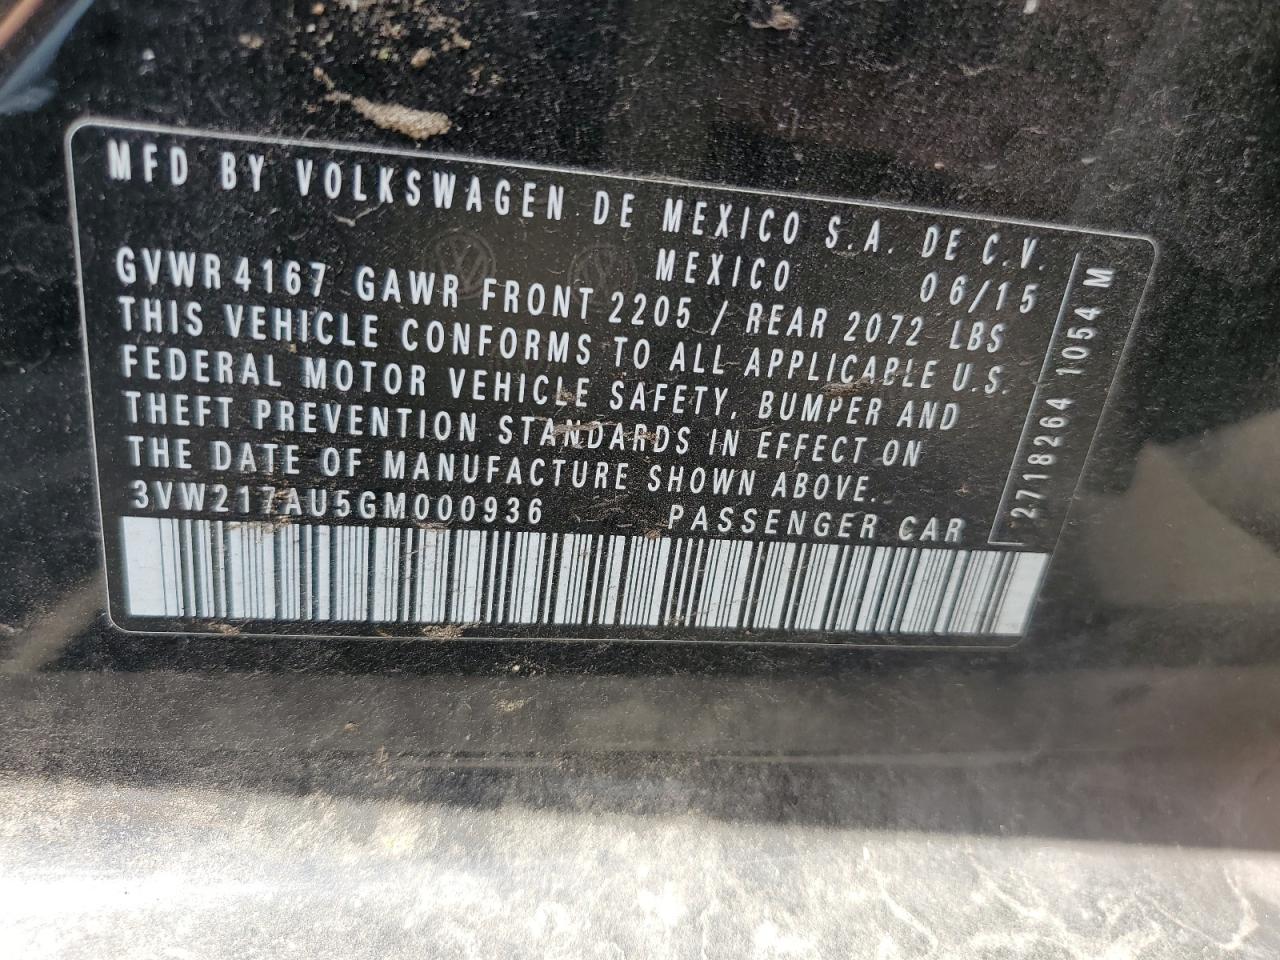 MFD BY VOLKSWAGEN DE MEXICO S.A. DE C.V.
MEXICO 06/15
GVWR 4167 GAWR FRONT 2205 / REAR 2072 LBS
THIS VEHICLE CONFORMS TO ALL APPLICABLE U.S.
FEDERAL MOTOR VEHICLE SAFETY, BUMPER AND
THEFT PREVENTION STANDARDS IN EFFECT ON
THE DATE OF MANUFACTURE SHOWN ABOVE.
3VW217AU5GM000936 PASSENGER CAR
2718264 1054 M